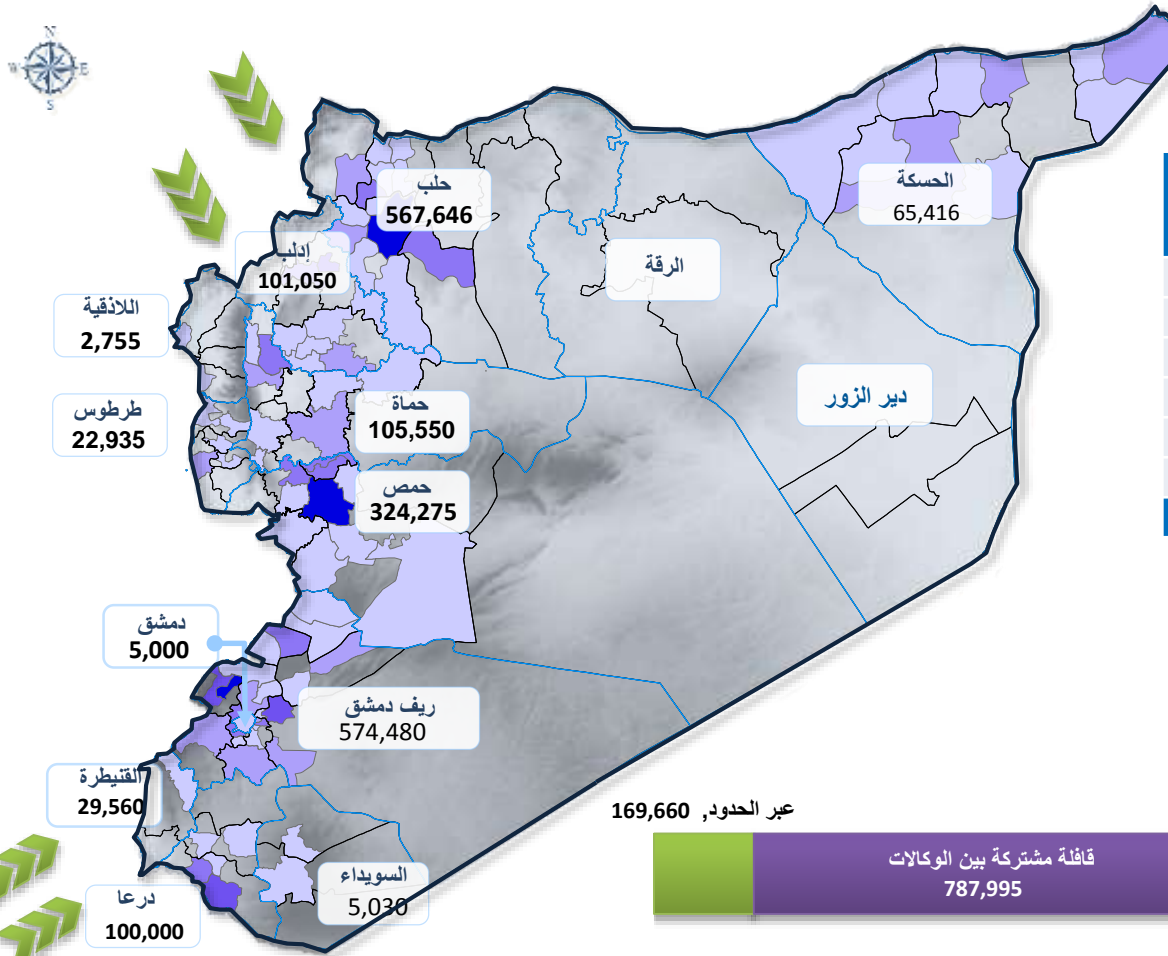 N
W E
S
حلب
567,646
الحسكة
65,416
إدلب
101,050
الرقة
اللاذقية
2,755
دير الزور
طرطوس
22,935
حماة
105,550
حمص
324,275
دمشق
5,000
ريف دمشق
574,480
القنيطرة
29,560
عبر الحدود, 169,660
قافلة مشتركة بين الوكالات
787,995
السويداء
5,030
درعا
100,000